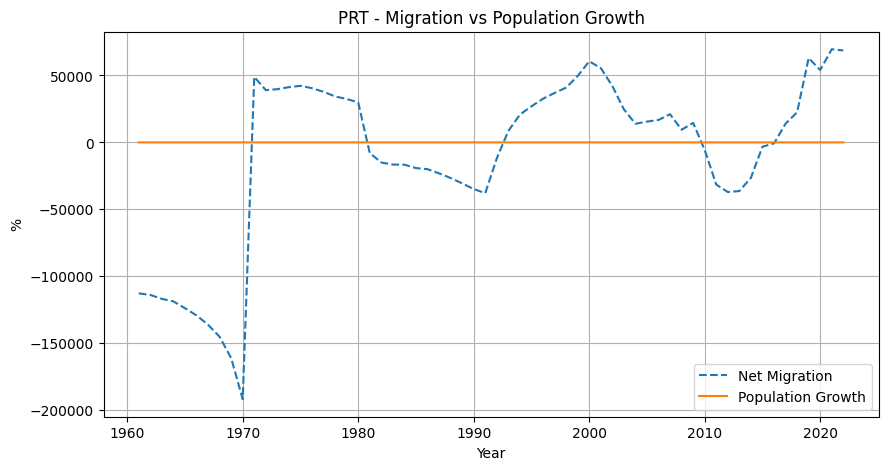 PRT - Migration vs Population Growth
50000
0
−50000
−100000
−150000
−200000
%
1960 1970 1980 1990 2000 2010 2020
Year
Net Migration
Population Growth